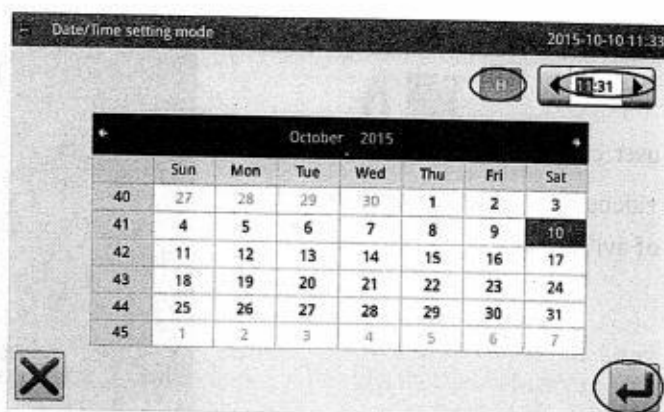 Date/Time setting mode 2015-10-10 11:33
11:31
October 2015
Sun Mon Tue Wed Thu Fri Sat
40 27 28 29 30 1 2 3
41 4 5 6 7 8 9 10
42 11 12 13 14 15 16 17
43 18 19 20 21 22 23 24
44 25 26 27 28 29 30 31
45 1 2 3 4 5 6 7